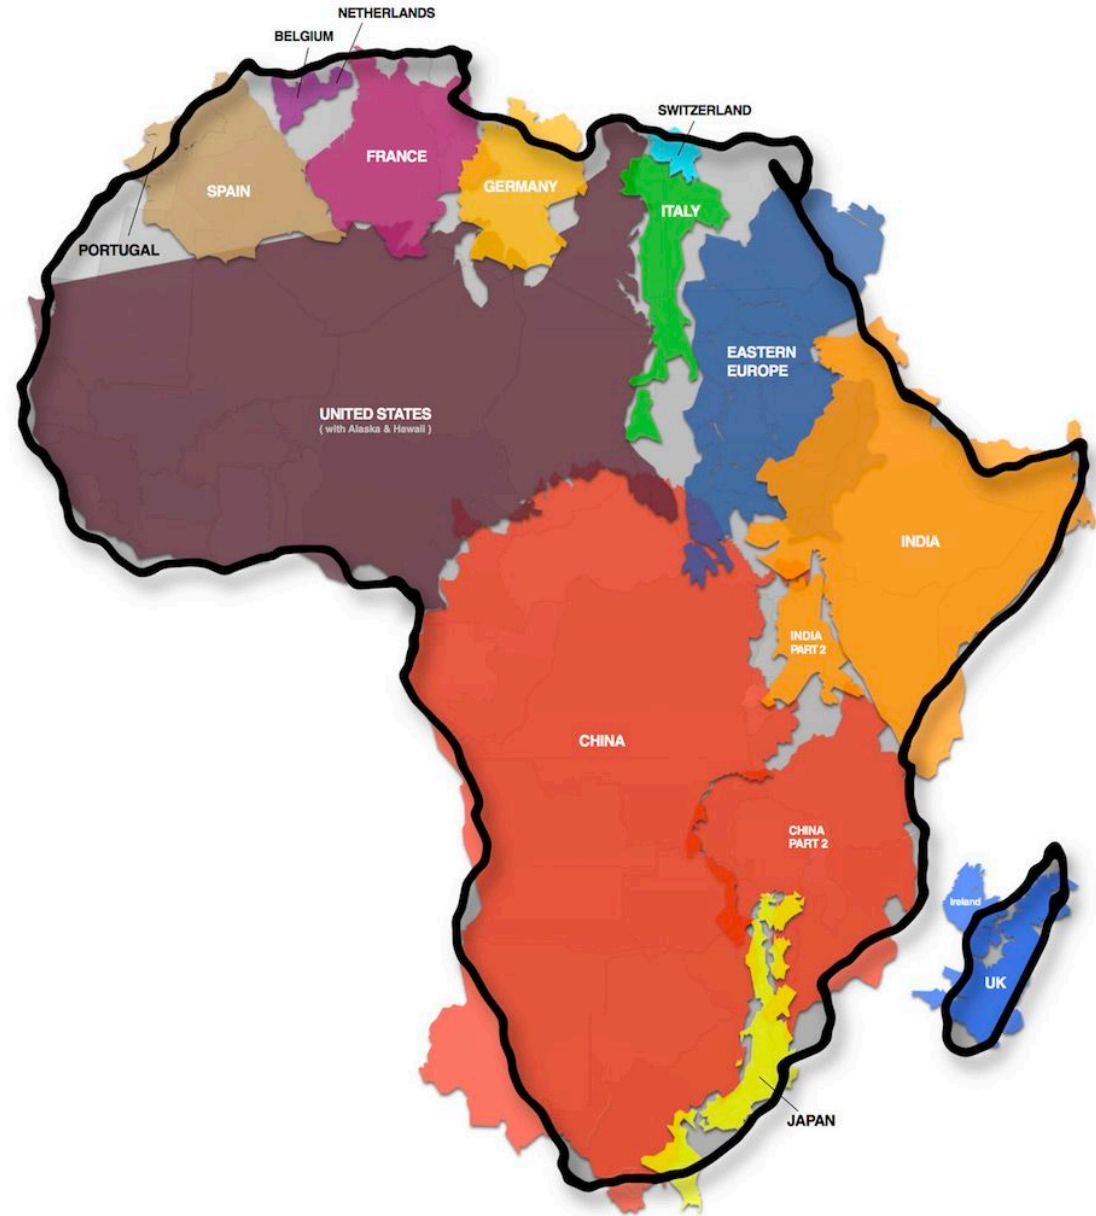 NETHERLANDS
BELGIUM
SWITZERLAND
FRANCE
GERMANY
SPAIN
ITALY
PORTUGAL
EASTERN
EUROPE
UNITED STATES
( with Alaska & Hawaii )
INDIA
INDIA
PART 2
CHINA
CHINA
PART 2
Ireland
UK
JAPAN